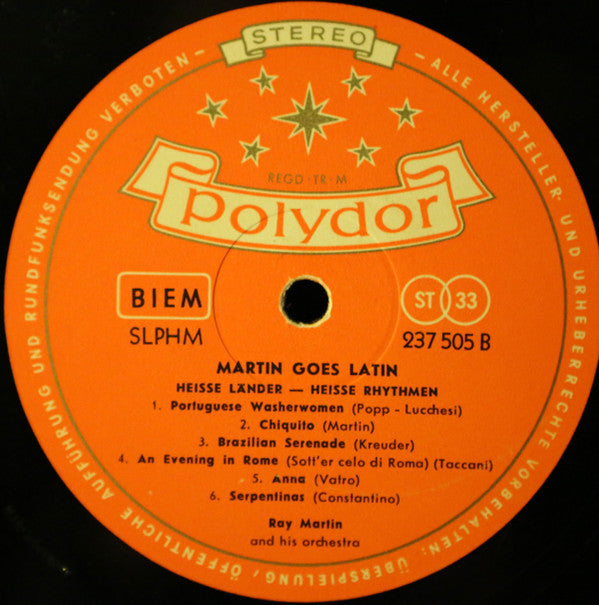 STEREO
REGD · TR · M
Polydor
BIEM
SLPHM
ST 33
237 505 B
MARTIN GOES LATIN
HEISSE LÄNDER — HEISSE RHYTHMEN
1. Portuguese Washerwomen (Popp - Lucchesi)
2. Chiquito (Martin)
3. Brazilian Serenade (Kreuder)
4. An Evening in Rome (Sott'er celo di Roma) (Taccani)
5. Anna (Vatro)
6. Serpentinas (Constantino)
Ray Martin
and his orchestra
— ALLE HERSTELLER- UND URHEBERRECHTE VORBEHALTEN: ÜBERSPIELUNG, ÖFFENTLICHE AUFFÜHRUNG UND RUNDFUNKSENDUNG VERBOTEN —